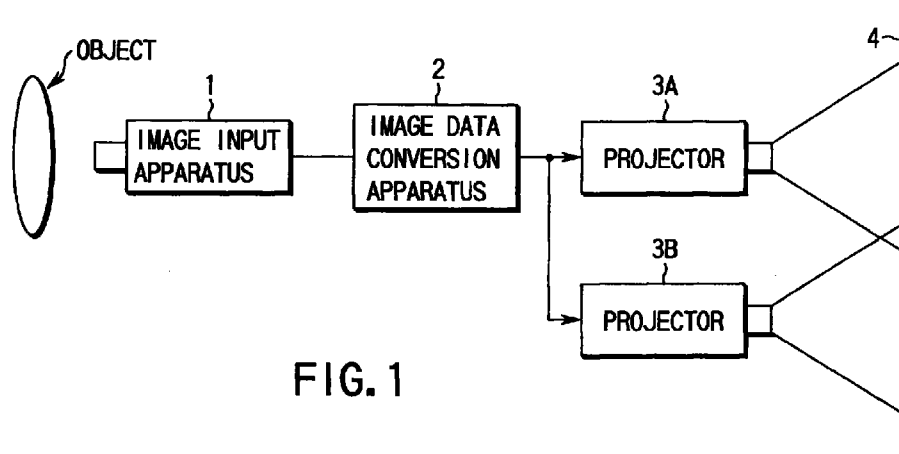 OBJECT
1
IMAGE INPUT
APPARATUS
2
IMAGE DATA
CONVERSION
APPARATUS
3A
PROJECTOR
4
3B
PROJECTOR
FIG. 1